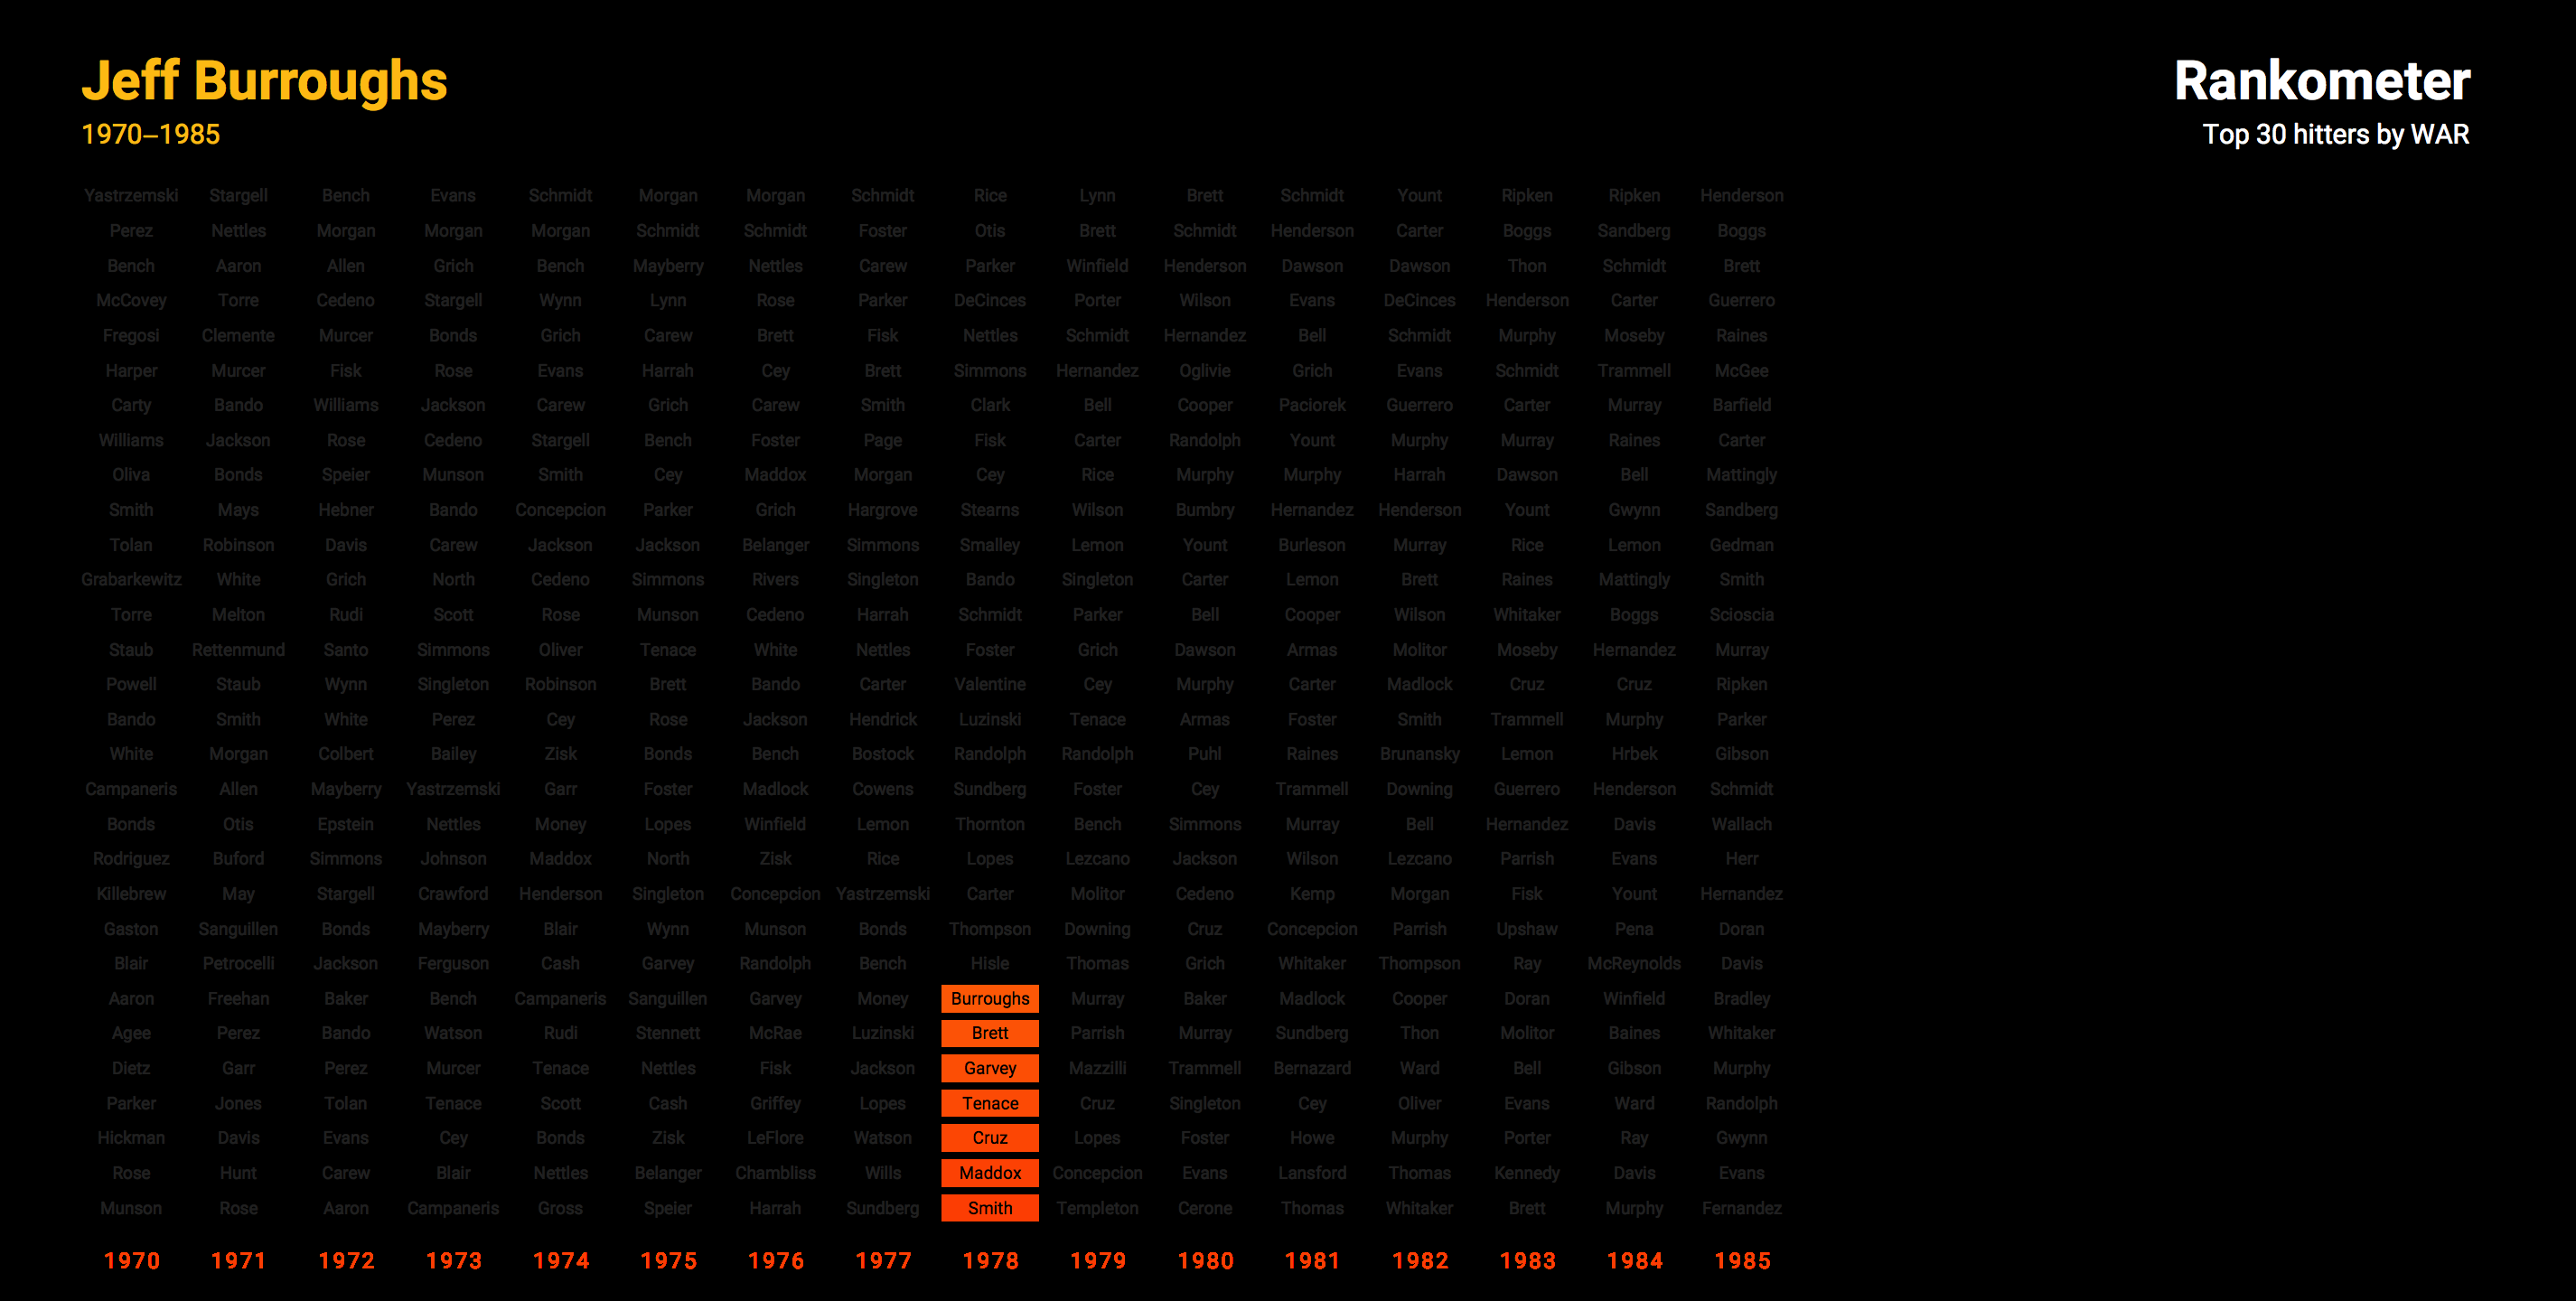 Jeff Burroughs
1970–1985
Rankometer
Top 30 hitters by WAR
Yastrzemski Stargell Bench Evans Schmidt Morgan Morgan Schmidt Rice Lynn Brett Schmidt Yount Ripken Ripken Henderson
Perez Nettles Morgan Morgan Morgan Schmidt Schmidt Foster Otis Brett Schmidt Henderson Carter Boggs Sandberg Boggs
Bench Aaron Allen Grich Bench Mayberry Nettles Carew Parker Winfield Henderson Dawson Dawson Thon Schmidt Brett
McCovey Torre Cedeno Stargell Wynn Lynn Rose Parker DeCinces Porter Wilson Evans DeCinces Henderson Carter Guerrero
Fregosi Clemente Murcer Bonds Grich Carew Brett Fisk Nettles Schmidt Hernandez Bell Schmidt Murphy Moseby Raines
Harper Murcer Fisk Rose Evans Harrah Cey Brett Simmons Hernandez Oglivie Grich Evans Schmidt Trammell McGee
Carty Bando Williams Jackson Carew Grich Carew Smith Clark Bell Cooper Paciorek Guerrero Carter Murray Barfield
Williams Jackson Rose Cedeno Stargell Bench Foster Page Fisk Carter Randolph Yount Murphy Murray Raines Carter
Oliva Bonds Speier Munson Smith Cey Maddox Morgan Cey Rice Murphy Murphy Harrah Dawson Bell Mattingly
Smith Mays Hebner Bando Concepcion Parker Grich Hargrove Stearns Wilson Bumbry Hernandez Henderson Yount Gwynn Sandberg
Tolan Robinson Davis Carew Jackson Jackson Belanger Simmons Smalley Lemon Yount Burleson Murray Rice Lemon Gedman
Grabarkewitz White Grich North Cedeno Simmons Rivers Singleton Bando Singleton Carter Lemon Brett Raines Mattingly Smith
Torre Melton Rudi Scott Rose Munson Cedeno Harrah Schmidt Parker Bell Cooper Wilson Whitaker Boggs Scioscia
Staub Rettenmund Santo Simmons Oliver Tenace White Nettles Foster Grich Dawson Armas Molitor Moseby Hernandez Murray
Powell Staub Wynn Singleton Robinson Brett Bando Carter Valentine Cey Murphy Carter Madlock Cruz Cruz Ripken
Bando Smith White Perez Cey Rose Jackson Hendrick Luzinski Tenace Armas Foster Smith Trammell Murphy Parker
White Morgan Colbert Bailey Zisk Bonds Bench Bostock Randolph Randolph Puhl Raines Brunansky Lemon Hrbek Gibson
Campaneris Allen Mayberry Yastrzemski Garr Foster Madlock Cowens Sundberg Foster Cey Trammell Downing Guerrero Henderson Schmidt
Bonds Otis Epstein Nettles Money Lopes Winfield Lemon Thornton Bench Simmons Murray Bell Hernandez Davis Wallach
Rodriguez Buford Simmons Johnson Maddox North Zisk Rice Lopes Lezcano Jackson Wilson Lezcano Parrish Evans Herr
Killebrew May Stargell Crawford Henderson Singleton Concepcion Yastrzemski Carter Molitor Cedeno Kemp Morgan Fisk Yount Hernandez
Gaston Sanguillen Bonds Mayberry Blair Wynn Munson Bonds Thompson Downing Cruz Concepcion Parrish Upshaw Pena Doran
Blair Petrocelli Jackson Ferguson Cash Garvey Randolph Bench Hisle Thomas Grich Whitaker Thompson Ray McReynolds Davis
Aaron Freehan Baker Bench Campaneris Sanguillen Garvey Money Burroughs Murray Baker Madlock Cooper Doran Winfield Bradley
Agee Perez Bando Watson Rudi Stennett McRae Luzinski Brett Parrish Murray Sundberg Thon Molitor Baines Whitaker
Dietz Garr Perez Murcer Tenace Nettles Fisk Jackson Garvey Mazzilli Trammell Bernazard Ward Bell Gibson Murphy
Parker Jones Tolan Tenace Scott Cash Griffey Lopes Tenace Cruz Singleton Cey Oliver Evans Ward Randolph
Hickman Davis Evans Cey Bonds Zisk LeFlore Watson Cruz Lopes Foster Howe Murphy Porter Ray Gwynn
Rose Hunt Carew Blair Nettles Belanger Chambliss Wills Maddox Concepcion Evans Lansford Thomas Kennedy Davis Evans
Munson Rose Aaron Campaneris Gross Speier Harrah Sundberg Smith Templeton Cerone Thomas Whitaker Brett Murphy Fernandez
1970 1971 1972 1973 1974 1975 1976 1977 1978 1979 1980 1981 1982 1983 1984 1985